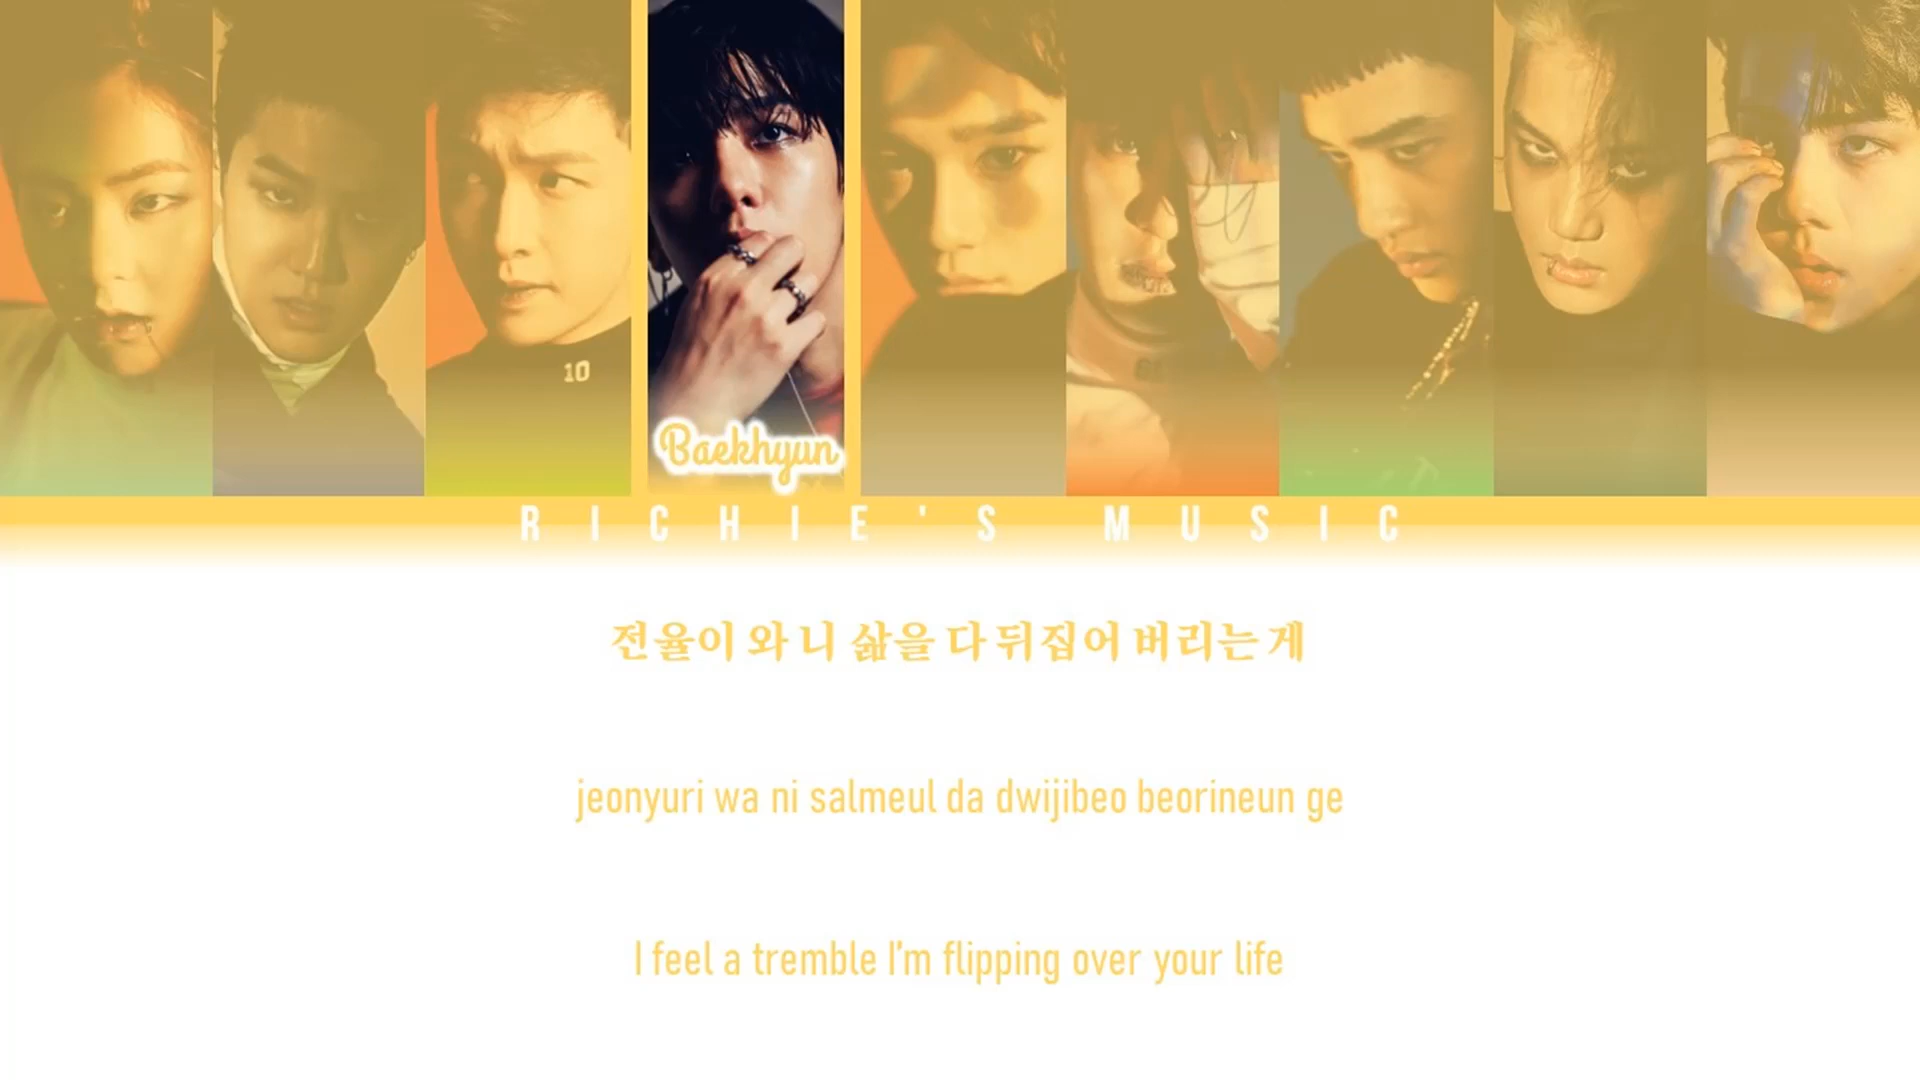 10
Baekhyun
RICHIE'S MUSIC
전율이 와 니 삶을 다 뒤집어 버리는 게
jeonyuri wa ni salmeul da dwijibeo beorineun ge
I feel a tremble I'm flipping over your life